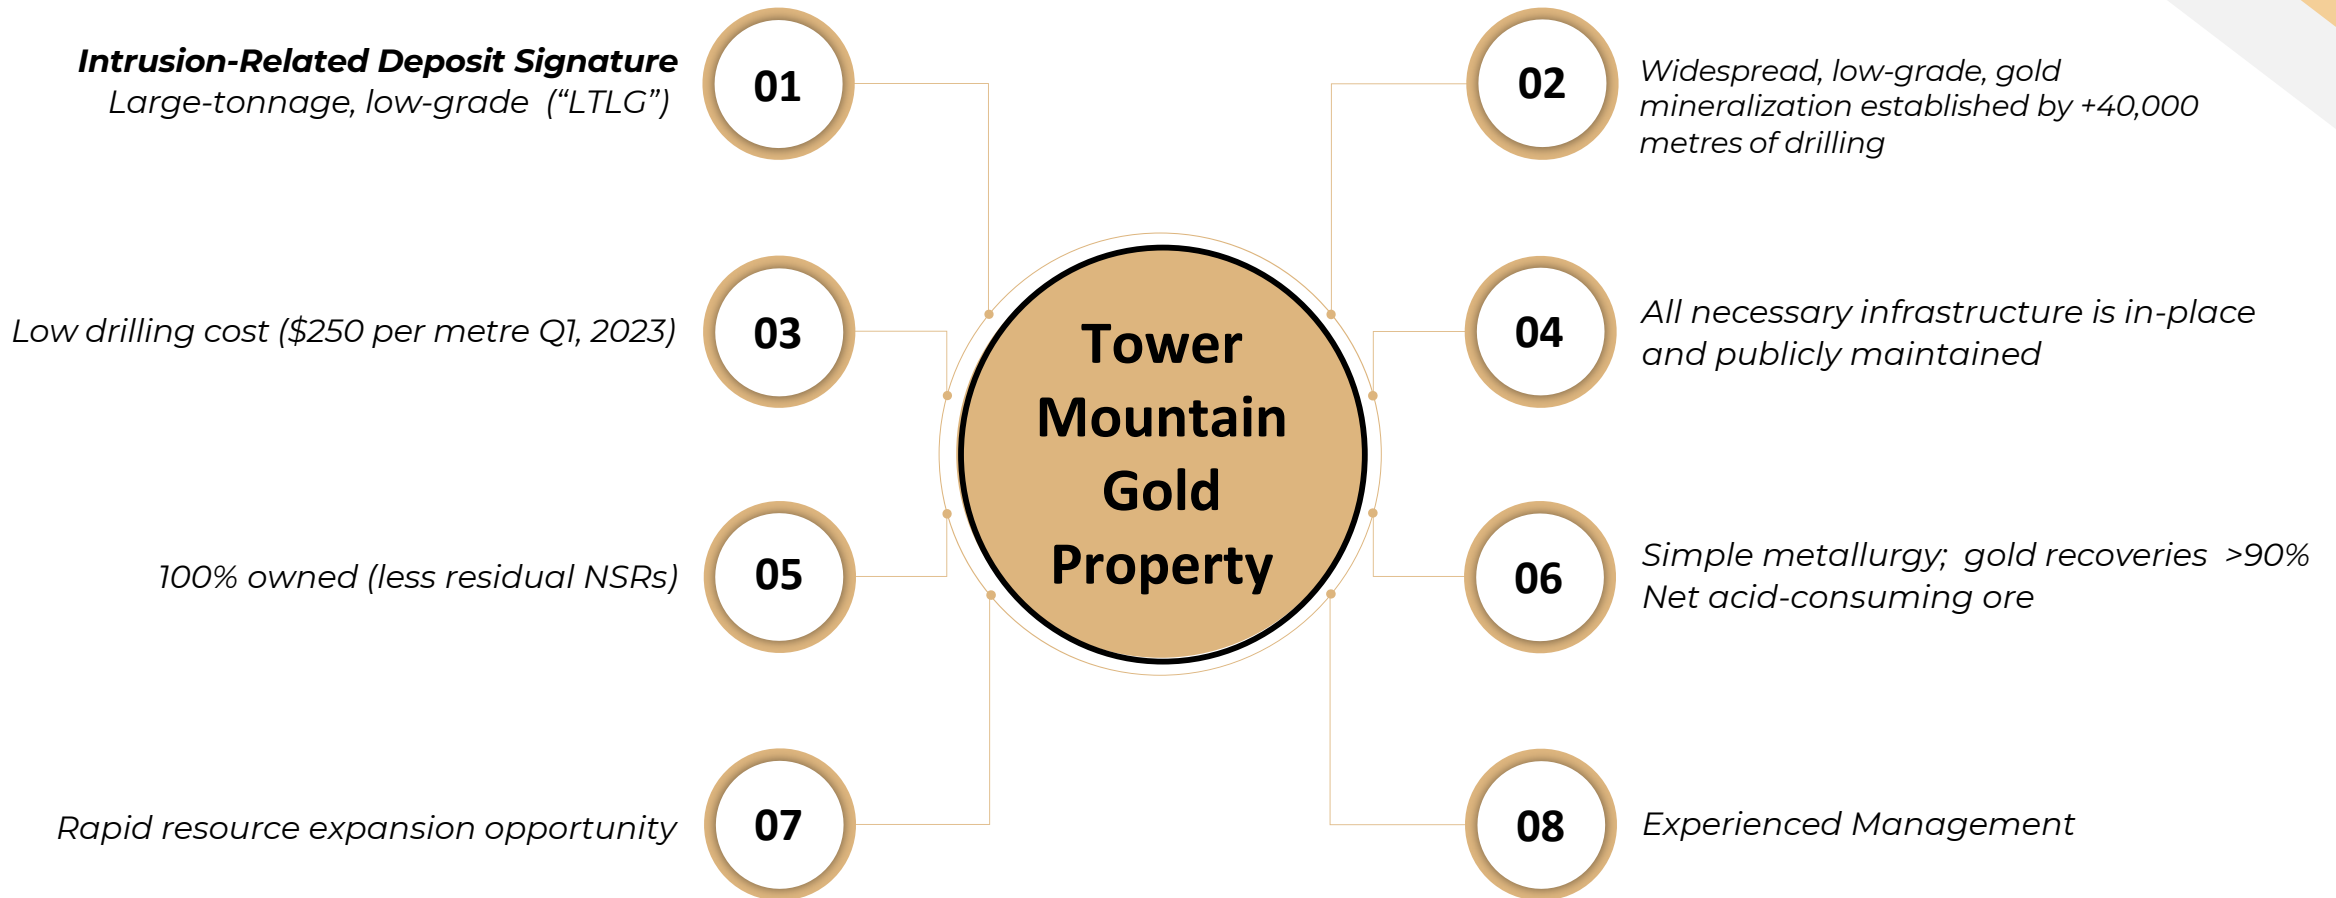 Intrusion-Related Deposit Signature
Large-tonnage, low-grade (“LTLG”)
01
02
Widespread, low-grade, gold
mineralization established by +40,000
metres of drilling
Low drilling cost ($250 per metre Q1, 2023)
03
04
All necessary infrastructure is in-place
and publicly maintained
Tower
Mountain
Gold
Property
100% owned (less residual NSRs)
05
06
Simple metallurgy; gold recoveries >90%
Net acid-consuming ore
Rapid resource expansion opportunity
07
08
Experienced Management